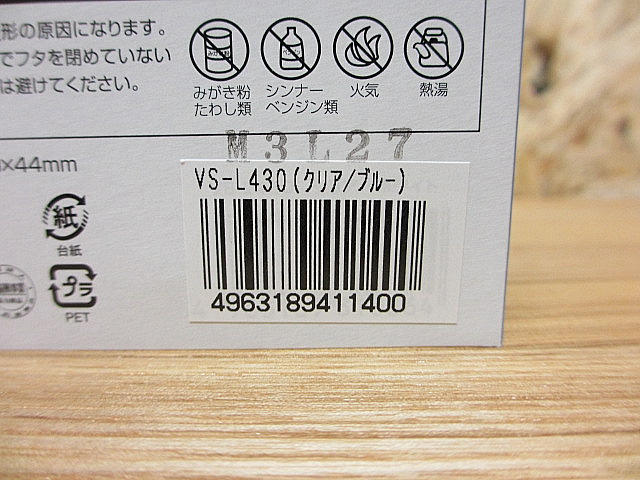 形の原因になります。
でフタを閉めていない
は避けてください。
みがき粉
たわし類
シンナー
ベンジン類
火気
熱湯
M3L27
×44mm
VS-L430(クリア/ブルー)
4963189411400
紙
台紙
プラ
PET